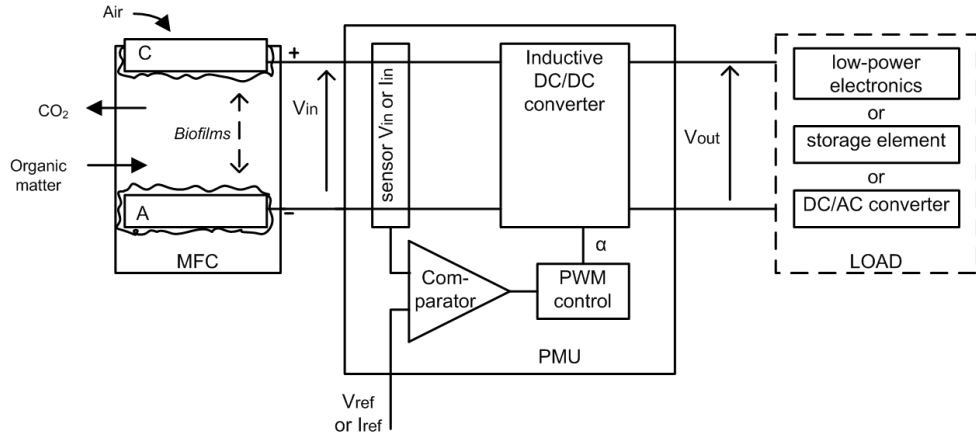 Air
C
+
CO₂
Biofilms
Organic
matter
A
–
MFC
Vin
sensor Vin or Iin
Inductive
DC/DC
converter
α
Com-
parator
PWM
control
PMU
Vref
or Iref
Vout
low-power
electronics
or
storage element
or
DC/AC converter
LOAD